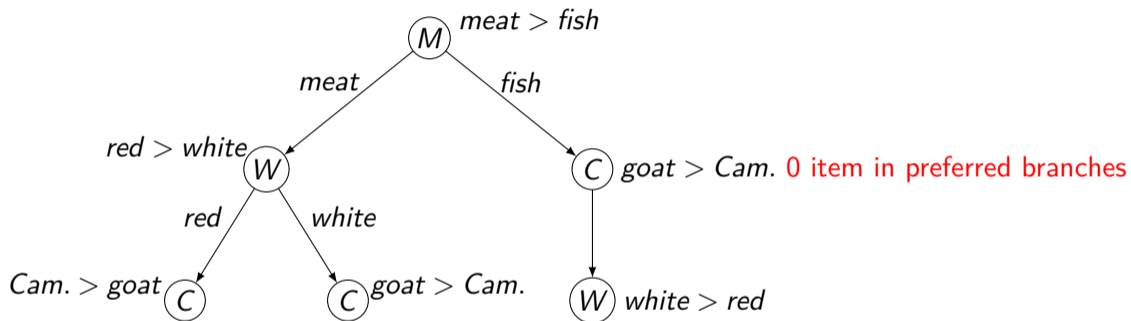 M meat > fish
meat fish
red > white W
C goat > Cam. 0 item in preferred branches
red white
Cam. > goat C
C goat > Cam.
W white > red